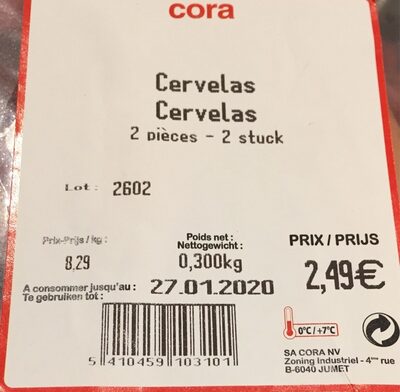 cora
Cervelas
Cervelas
2 pièces - 2 stuck
Lot : 2602
Prix-Prijs / kg :
8,29
Poids net :
Nettogewicht :
0,300kg
PRIX / PRIJS
2,49€
A consommer jusqu'au :
Te gebruiken tot :
27.01.2020
0°C / +7°C
SA CORA NV
Zoning Industriel - 4ème rue
B-6040 JUMET
5 410459 103101